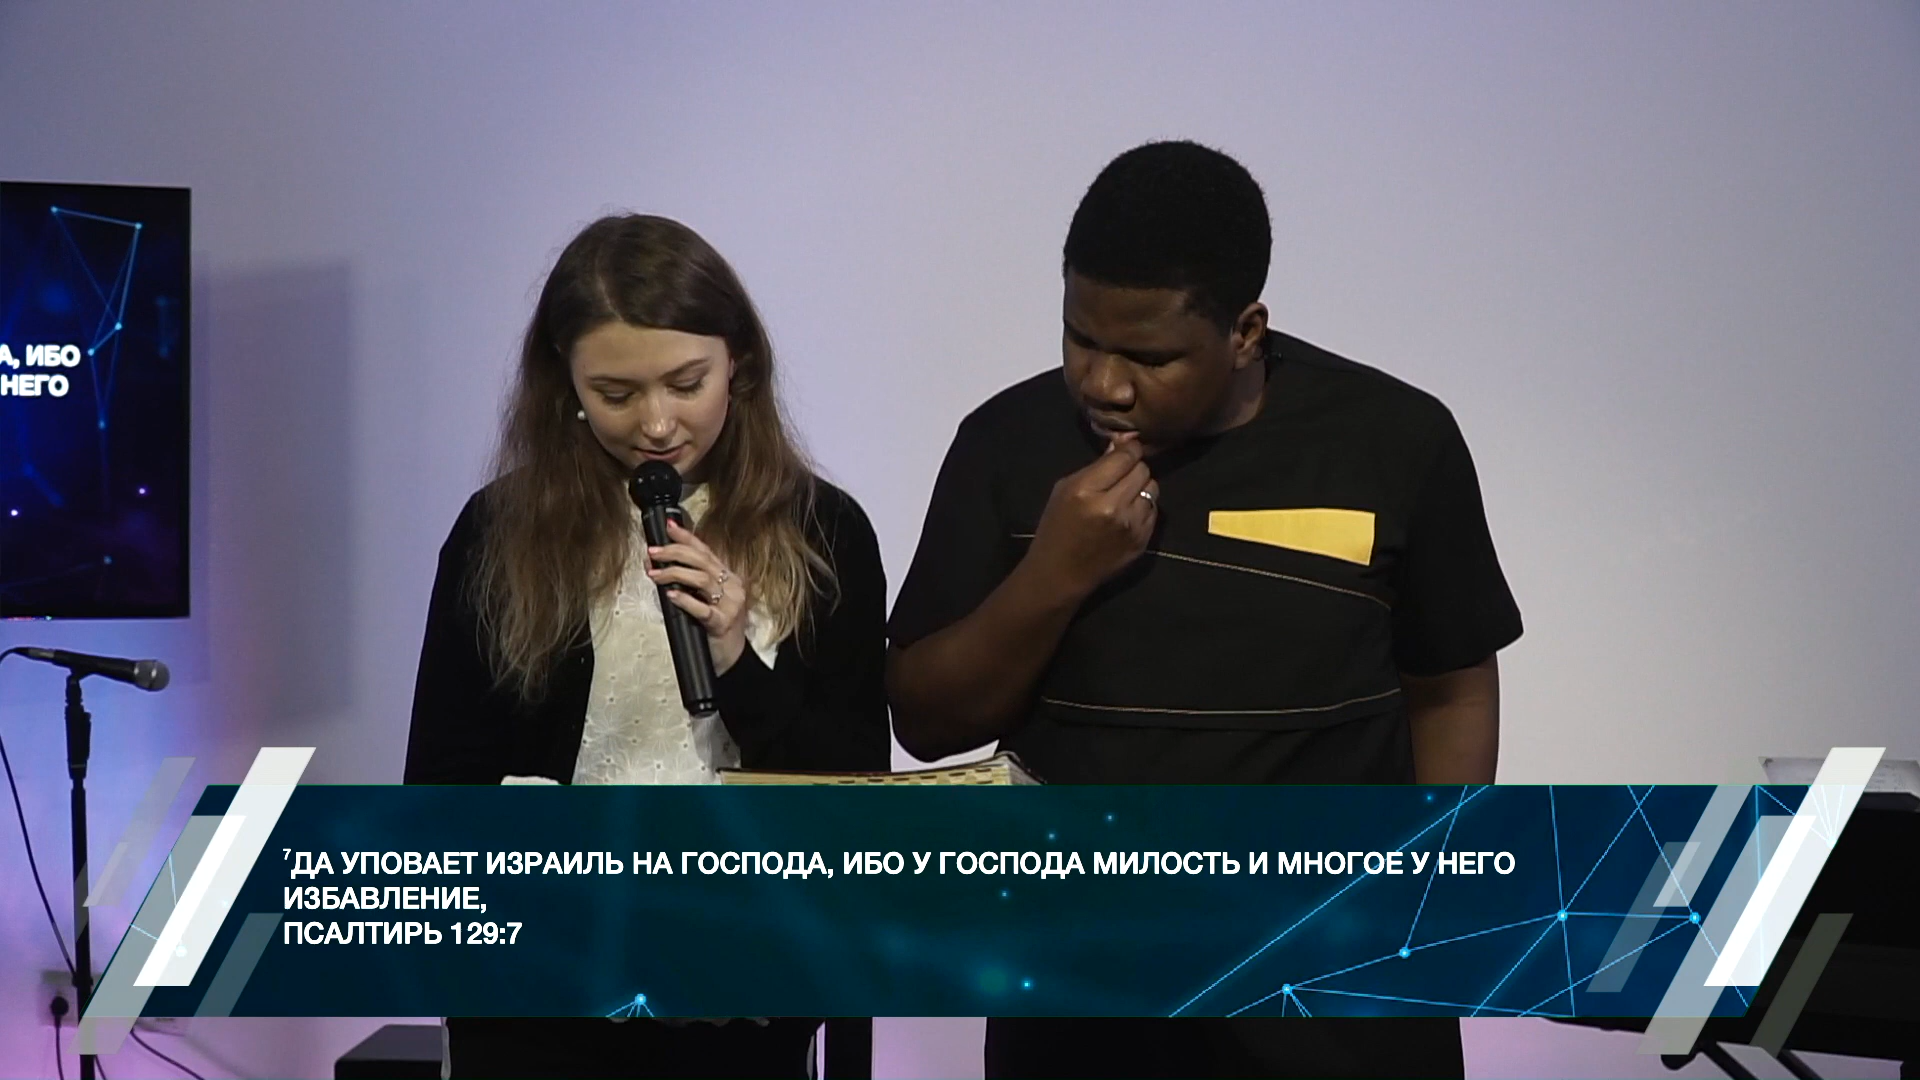 А, ИБО
НЕГО
⁷ДА УПОВАЕТ ИЗРАИЛЬ НА ГОСПОДА, ИБО У ГОСПОДА МИЛОСТЬ И МНОГОЕ У НЕГО
ИЗБАВЛЕНИЕ,
ПСАЛТИРЬ 129:7